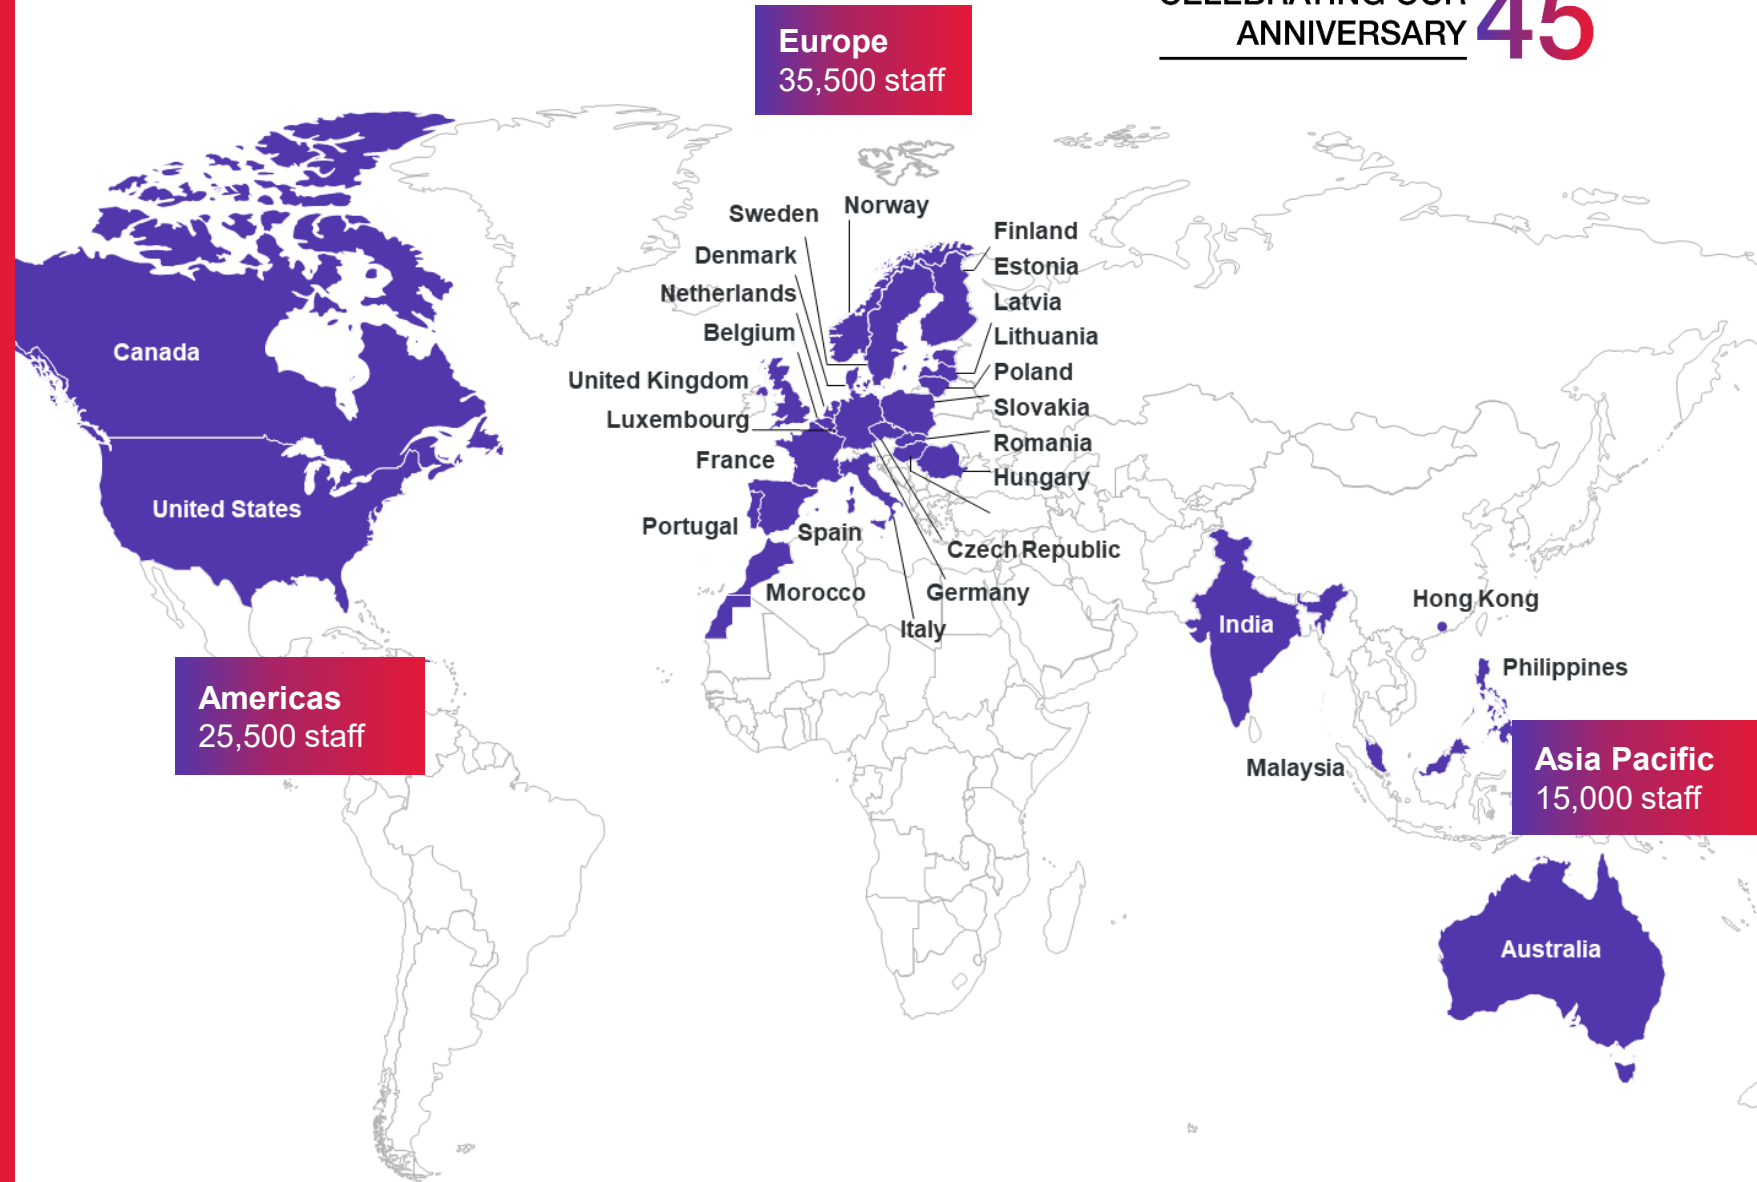 CELEBRATING OUR
ANNIVERSARY 45
Europe
35,500 staff
Norway
Sweden
Finland
Denmark
Estonia
Netherlands
Latvia
Belgium
Lithuania
Canada
Poland
United Kingdom
Slovakia
Luxembourg
Romania
France
Hungary
United States
Portugal
Spain
Czech Republic
Morocco
Germany
Italy
India
Hong Kong
Philippines
Americas
25,500 staff
Malaysia
Asia Pacific
15,000 staff
Australia